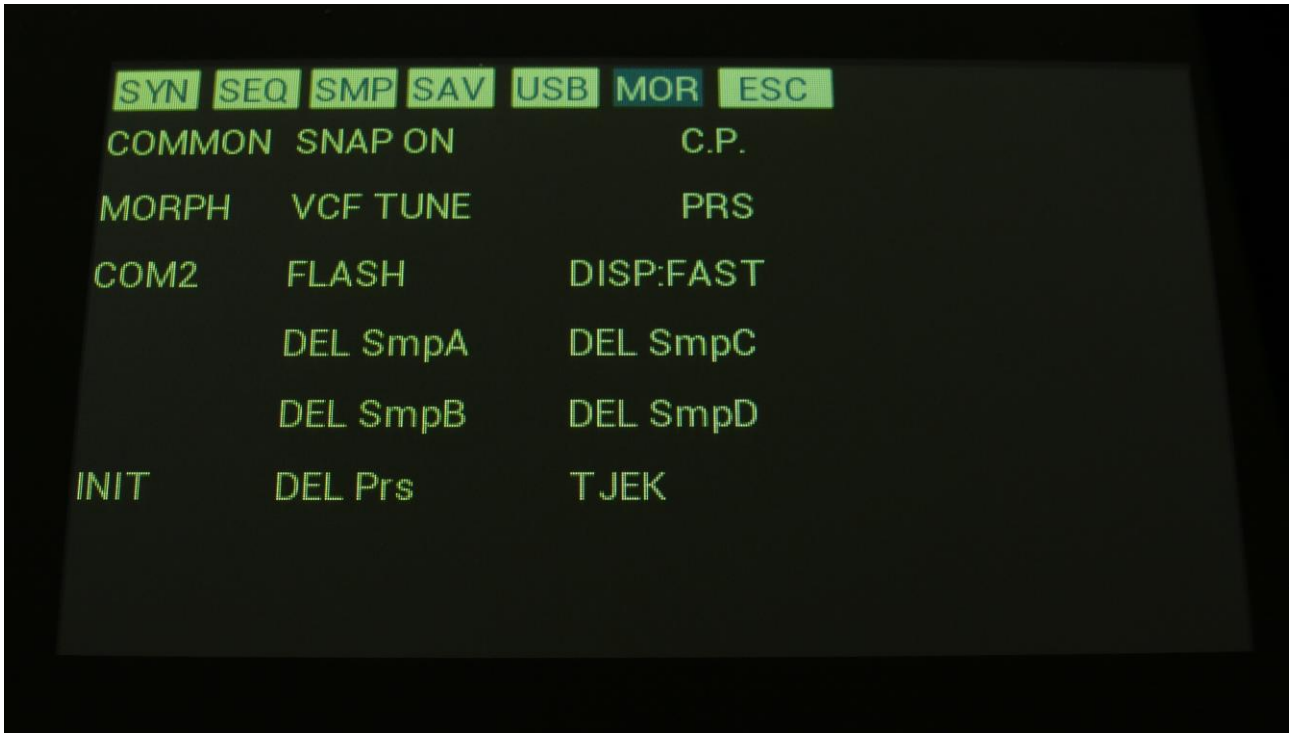 SYN SEQ SMP SAV USB MOR ESC
COMMON SNAP ON C.P.
MORPH VCF TUNE PRS
COM2 FLASH DISP:FAST
DEL SmpA DEL SmpC
DEL SmpB DEL SmpD
INIT DEL Prs TJEK